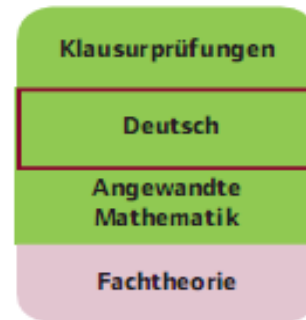 Klausurprüfungen
Deutsch
Angewandte
Mathematik
Fachtheorie